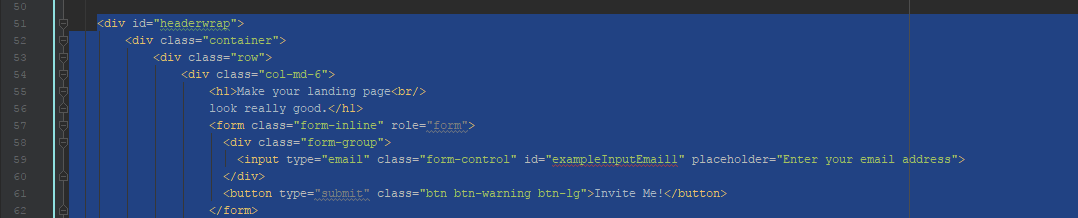 50
51 <div id="headerwrap">
52 <div class="container">
53 <div class="row">
54 <div class="col-md-6">
55 <h1>Make your landing page<br/>
56 look really good.</h1>
57 <form class="form-inline" role="form">
58 <div class="form-group">
59 <input type="email" class="form-control" id="exampleInputEmail1" placeholder="Enter your email address">
60 </div>
61 <button type="submit" class="btn btn-warning btn-lg">Invite Me!</button>
62 </form>